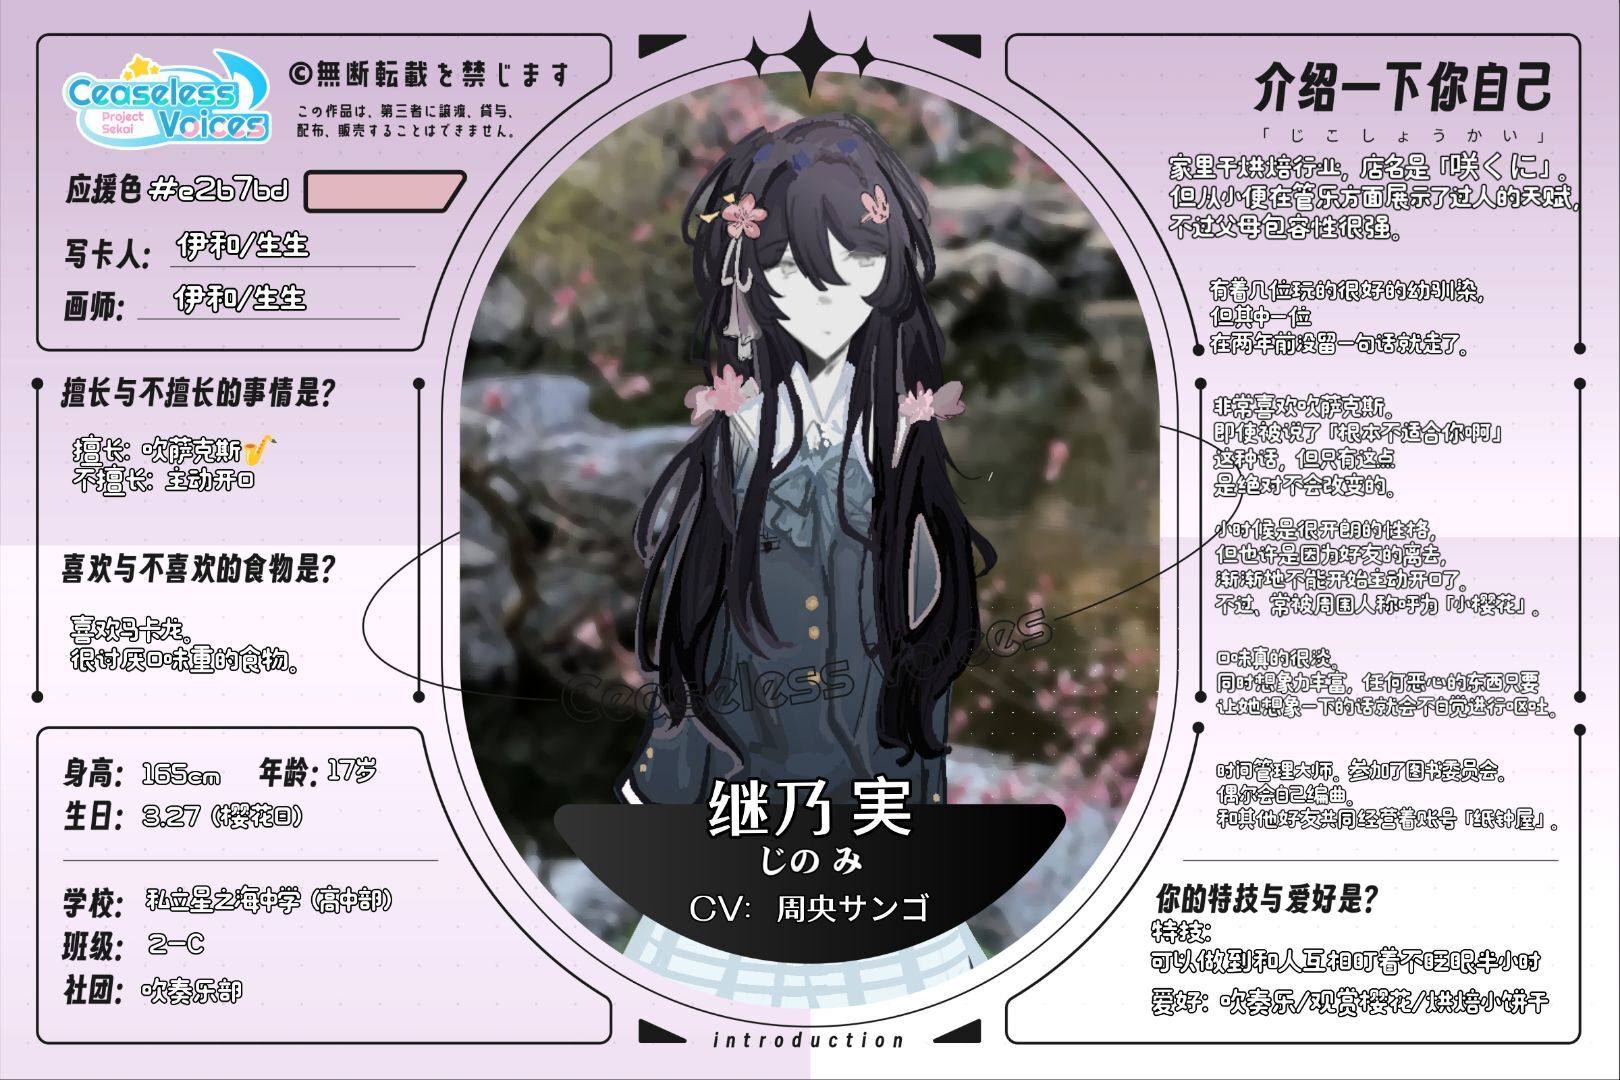 Ceaseless Voices
Project Sekai
©無断転載を禁じます
この作品は、第三者に譲渡、貸与、
配布、販売することはできません。
应援色 #e2b7bd
写卡人: 伊和/生生
画师: 伊和/生生
擅长与不擅长的事情是?
擅长: 吹萨克斯🎷
不擅长: 主动开口
喜欢与不喜欢的食物是?
喜欢马卡龙。
很讨厌口味重的食物。
身高: 165cm 年龄: 17岁
生日: 3.27 (樱花日)
学校: 私立星之海中学 (高中部)
班级: 2-C
社团: 吹奏乐部
Ceaseless Voices
继乃 実
じの み
CV: 周央サンゴ
introduction
介绍一下你自己
「じこしょうかい」
家里干烘焙行业, 店名是「咲くに」。
但从小便在管乐方面展示了过人的天赋,
不过父母包容性很强。
有着几位玩的很好的幼驯染,
但其中一位
在两年前没留一句话就走了。
非常喜欢吹萨克斯。
即使被说了「根本不适合你啊」
这种话, 但只有这点
是绝对不会改变的。
小时候是很开朗的性格,
但也许是因为好友的离去,
渐渐地不能开始主动开口了。
不过、常被周围人称呼为「小樱花」。
口味真的很淡。
同时想象力丰富, 任何恶心的东西只要
让她想象一下的话就会不自觉进行呕吐。
时间管理大师。参加了图书委员会。
偶尔会自己编曲。
和其他好友共同经营着账号「纸钟屋」。
你的特技与爱好是?
特技:
可以做到和人互相盯着不眨眼半小时
爱好: 吹奏乐/观赏樱花/烘焙小饼干